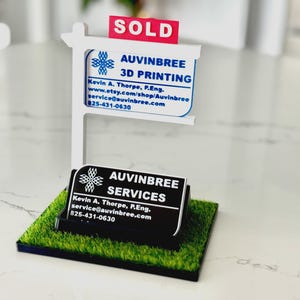 SOLD
AUVINBREE
3D PRINTING
Kevin A. Thorpe, P.Eng.
www.etsy.com/shop/Auvinbree
service@auvinbree.com
825-431-0630
AUVINBREE
SERVICES
Kevin A. Thorpe, P.Eng.
service@auvinbree.com
825-431-0630